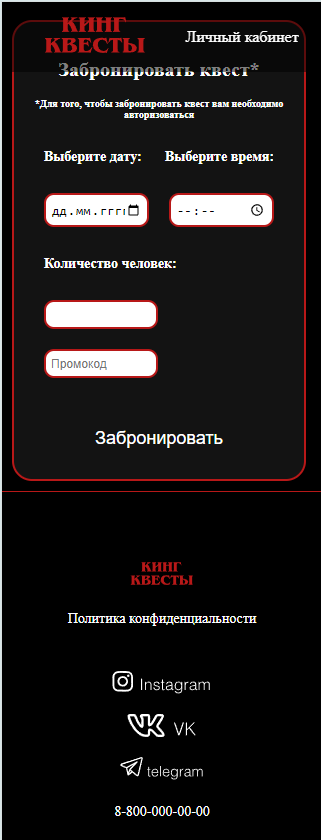 КИНГ
КВЕСТЫ
Личный кабинет
Забронировать квест*
*Для того, чтобы забронировать квест вам необходимо
авторизоваться
Выберите дату: Выберите время:
дд.мм.гггг --:--
Количество человек:
Промокод
Забронировать
КИНГ
КВЕСТЫ
Политика конфиденциальности
Instagram
VK
telegram
8-800-000-00-00